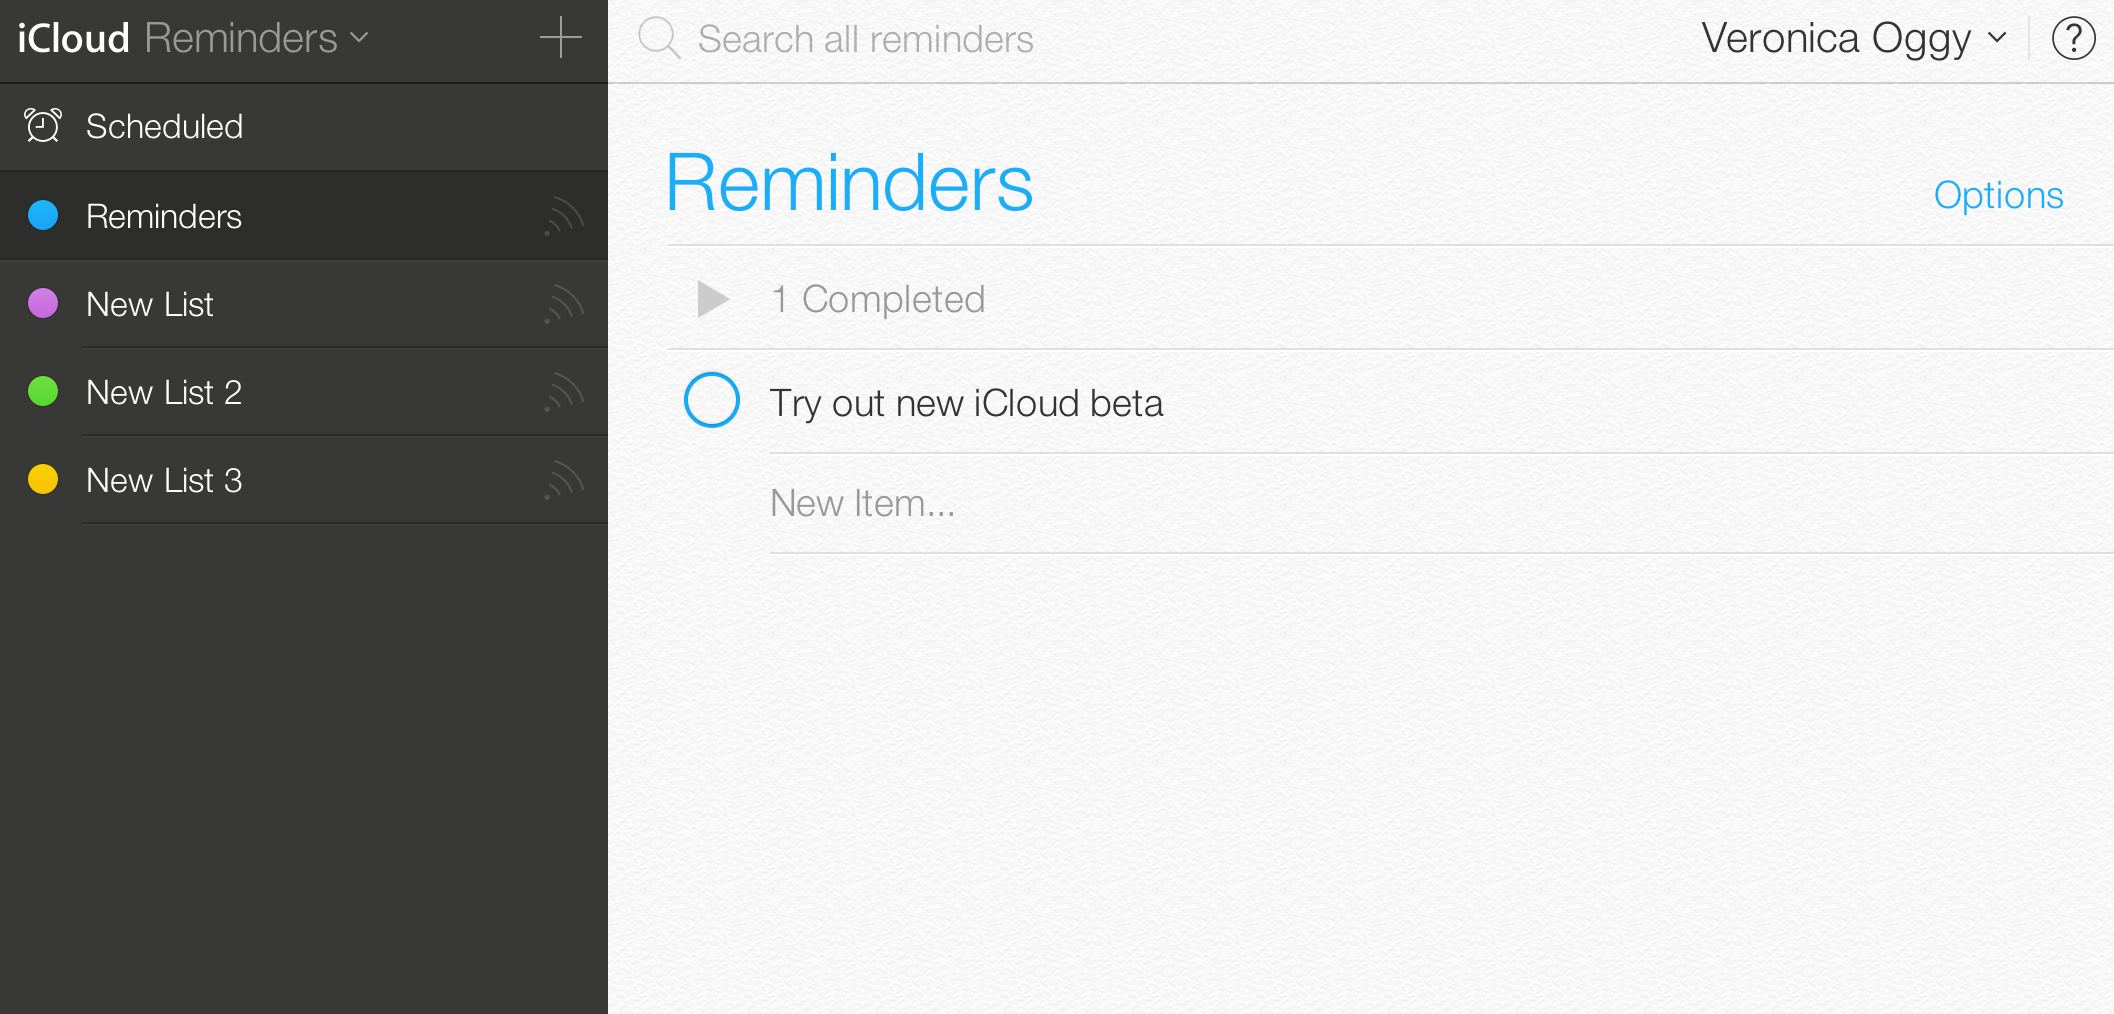 iCloud Reminders
Search all reminders
Veronica Oggy
?
Scheduled
Reminders
New List
New List 2
New List 3
Reminders
Options
1 Completed
Try out new iCloud beta
New Item...